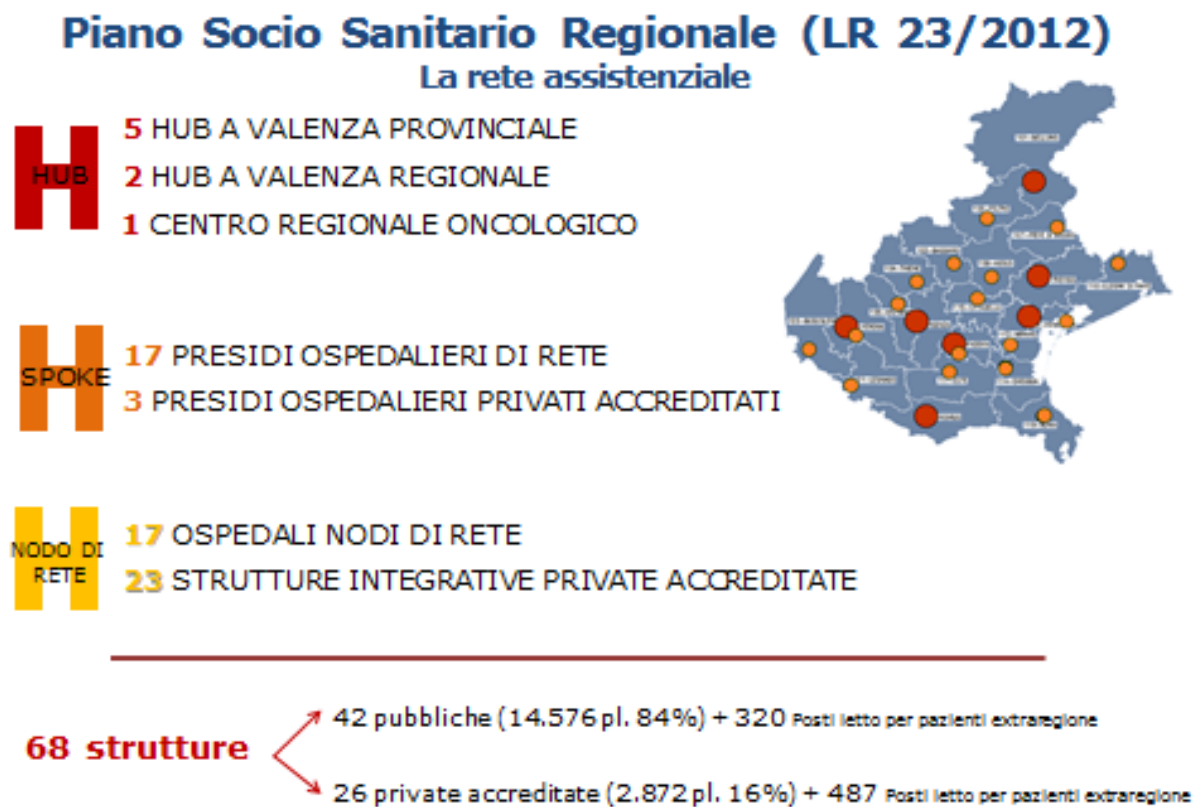 Piano Socio Sanitario Regionale (LR 23/2012)
La rete assistenziale
HUB
5 HUB A VALENZA PROVINCIALE
2 HUB A VALENZA REGIONALE
1 CENTRO REGIONALE ONCOLOGICO
SPOKE
17 PRESIDI OSPEDALIERI DI RETE
3 PRESIDI OSPEDALIERI PRIVATI ACCREDITATI
NODO DI
RETE
17 OSPEDALI NODI DI RETE
23 STRUTTURE INTEGRATIVE PRIVATE ACCREDITATE
68 strutture
42 pubbliche (14.576 pl. 84%) + 320 Posti letto per pazienti extraregione
26 private accreditate (2.872 pl. 16%) + 487 Posti letto per pazienti extraregione